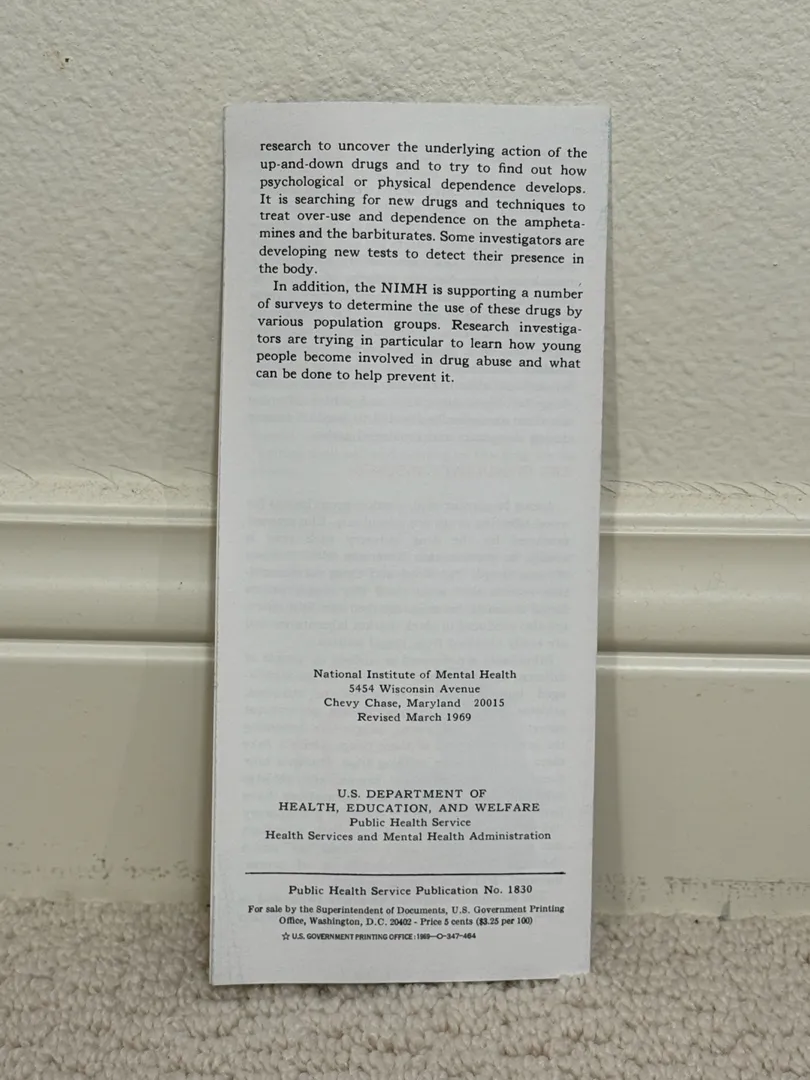 research to uncover the underlying action of the
up-and-down drugs and to try to find out how
psychological or physical dependence develops.
It is searching for new drugs and techniques to
treat over-use and dependence on the ampheta-
mines and the barbiturates. Some investigators are
developing new tests to detect their presence in
the body.
In addition, the NIMH is supporting a number
of surveys to determine the use of these drugs by
various population groups. Research investiga-
tors are trying in particular to learn how young
people become involved in drug abuse and what
can be done to help prevent it.
National Institute of Mental Health
5454 Wisconsin Avenue
Chevy Chase, Maryland 20015
Revised March 1969
U.S. DEPARTMENT OF
HEALTH, EDUCATION, AND WELFARE
Public Health Service
Health Services and Mental Health Administration
Public Health Service Publication No. 1830
For sale by the Superintendent of Documents, U.S. Government Printing
Office, Washington, D.C. 20402 - Price 5 cents ($3.25 per 100)
☆ U.S. GOVERNMENT PRINTING OFFICE: 1969—O-347-464